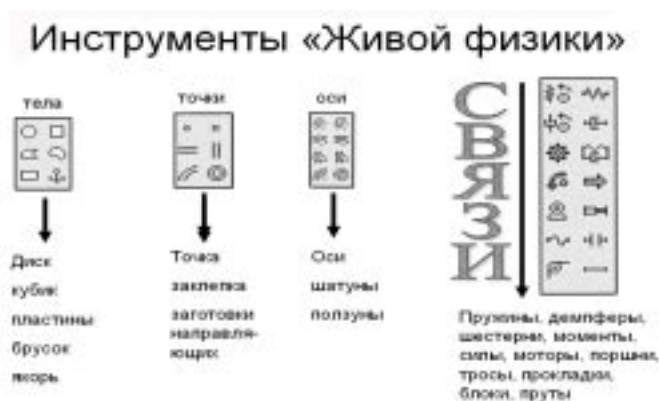 Инструменты «Живой физики»
тела
Диск
кубик
пластины
брусок
якорь
точки
Точка
заклепка
заготовки
направля-
ющих
оси
Оси
шатуны
ползуны
СВЯЗИ
Пружины, демпферы,
шестерни, моменты,
силы, моторы, поршни,
тросы, прокладки,
блоки, пруты